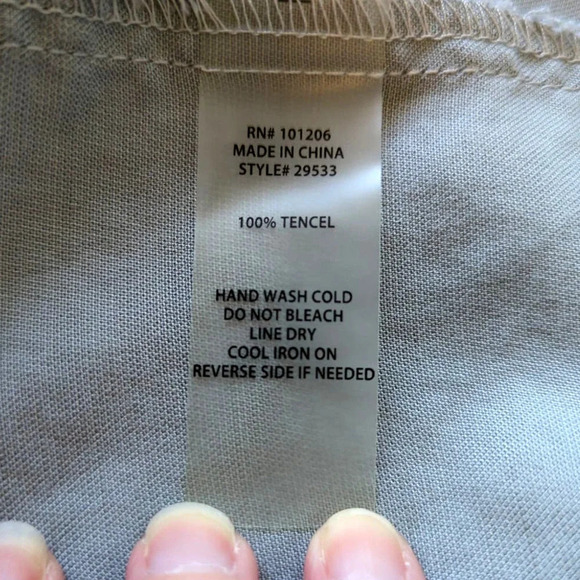 RN# 101206
MADE IN CHINA
STYLE# 29533
100% TENCEL
HAND WASH COLD
DO NOT BLEACH
LINE DRY
COOL IRON ON
REVERSE SIDE IF NEEDED